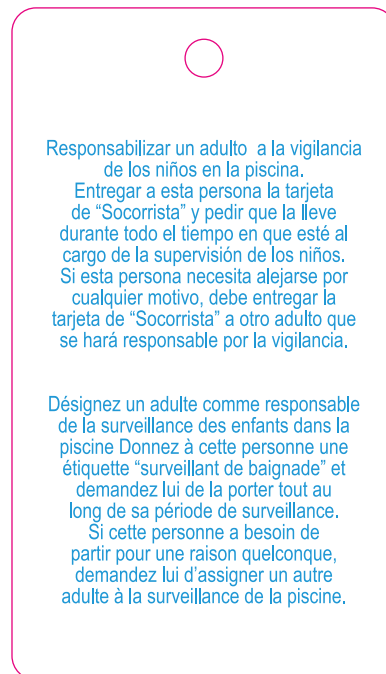 Responsabilizar un adulto  a la vigilancia
de los niños en la piscina.
Entregar a esta persona la tarjeta
de “Socorrista” y pedir que la lleve
durante todo el tiempo en que esté al
cargo de la supervisión de los niños.
Si esta persona necesita alejarse por
cualquier motivo, debe entregar la
tarjeta de “Socorrista” a otro adulto que
se hará responsable por la vigilancia.
Désignez un adulte comme responsable
de la surveillance des enfants dans la
piscine Donnez à cette personne une
étiquette “surveillant de baignade” et
demandez lui de la porter tout au
long de sa période de surveillance.
Si cette personne a besoin de
partir pour une raison quelconque,
demandez lui d’assigner un autre
adulte à la surveillance de la piscine.